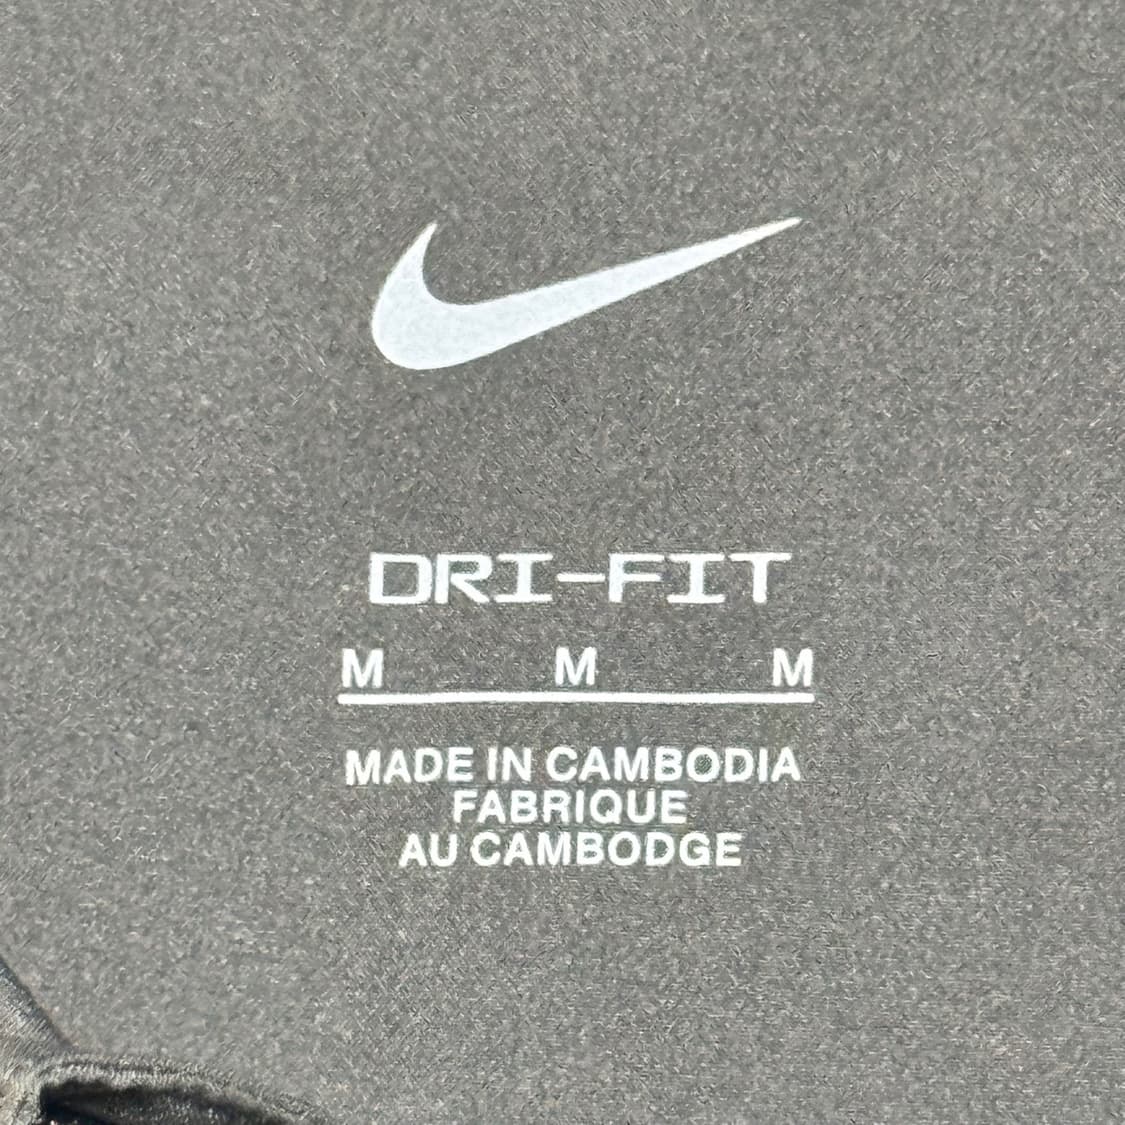 DRI-FIT
M M M
MADE IN CAMBODIA
FABRIQUE
AU CAMBODGE